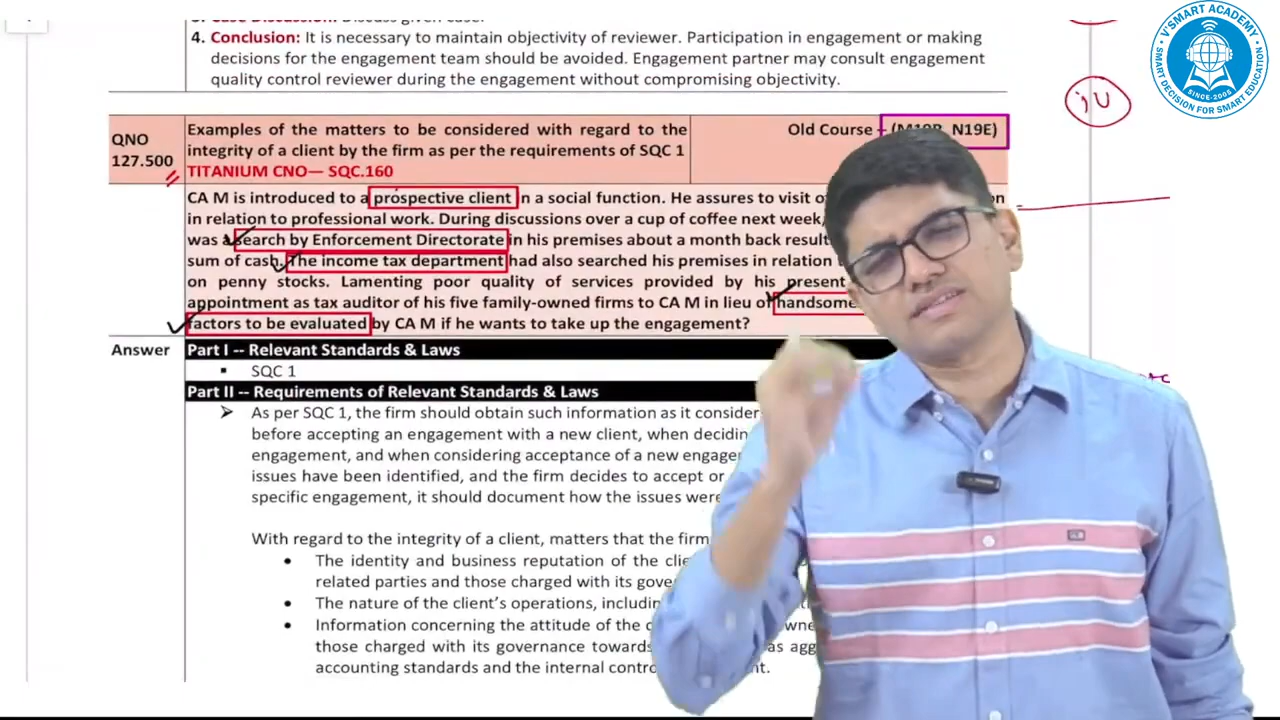 4. Conclusion: It is necessary to maintain objectivity of reviewer. Participation in engagement or making
decisions for the engagement team should be avoided. Engagement partner may consult engagement
quality control reviewer during the engagement without compromising objectivity.
QNO
127.500
Examples of the matters to be considered with regard to the
integrity of a client by the firm as per the requirements of SQC 1
TITANIUM CNO— SQC.160
Old Course – (M19R, N19E)
CA M is introduced to a prospective client in a social function. He assures to visit
in relation to professional work. During discussions over a cup of coffee next week,
was a search by Enforcement Directorate in his premises about a month back
sum of cash. The income tax department had also searched his premises in relation
on penny stocks. Lamenting poor quality of services provided by his present
appointment as tax auditor of his five family-owned firms to CA M in lieu of handsome
factors to be evaluated by CA M if he wants to take up the engagement?
Answer
Part I -- Relevant Standards & Laws
▪ SQC 1
Part II -- Requirements of Relevant Standards & Laws
➢ As per SQC 1, the firm should obtain such information as it
before accepting an engagement with a new client, when
engagement, and when considering acceptance of a new
issues have been identified, and the firm decides to accept or
specific engagement, it should document how the issues were
With regard to the integrity of a client, matters that the firm
• The identity and business reputation of the
related parties and those charged with its
• The nature of the client's operations, including
• Information concerning the attitude of the
those charged with its governance towards as
accounting standards and the internal
V'SMART ACADEMY
SINCE-2005
SMART DECISION FOR SMART EDUCATION